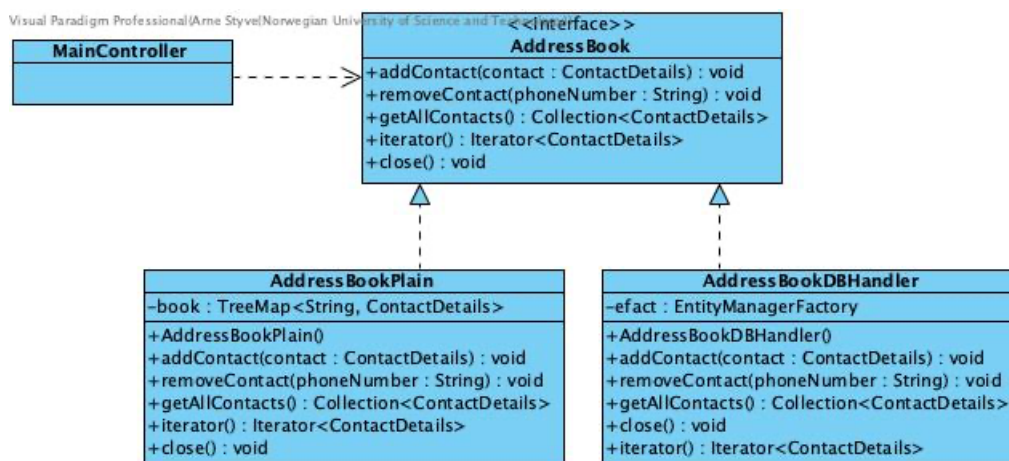 Visual Paradigm Professional(Arne Styve(Norwegian University of Science and Technology))
MainController
<<Interface>>
AddressBook
+addContact(contact : ContactDetails) : void
+removeContact(phoneNumber : String) : void
+getAllContacts() : Collection<ContactDetails>
+iterator() : Iterator<ContactDetails>
+close() : void
AddressBookPlain
-book : TreeMap<String, ContactDetails>
+AddressBookPlain()
+addContact(contact : ContactDetails) : void
+removeContact(phoneNumber : String) : void
+getAllContacts() : Collection<ContactDetails>
+iterator() : Iterator<ContactDetails>
+close() : void
AddressBookDBHandler
-efact : EntityManagerFactory
+AddressBookDBHandler()
+addContact(contact : ContactDetails) : void
+removeContact(phoneNumber : String) : void
+getAllContacts() : Collection<ContactDetails>
+close() : void
+iterator() : Iterator<ContactDetails>